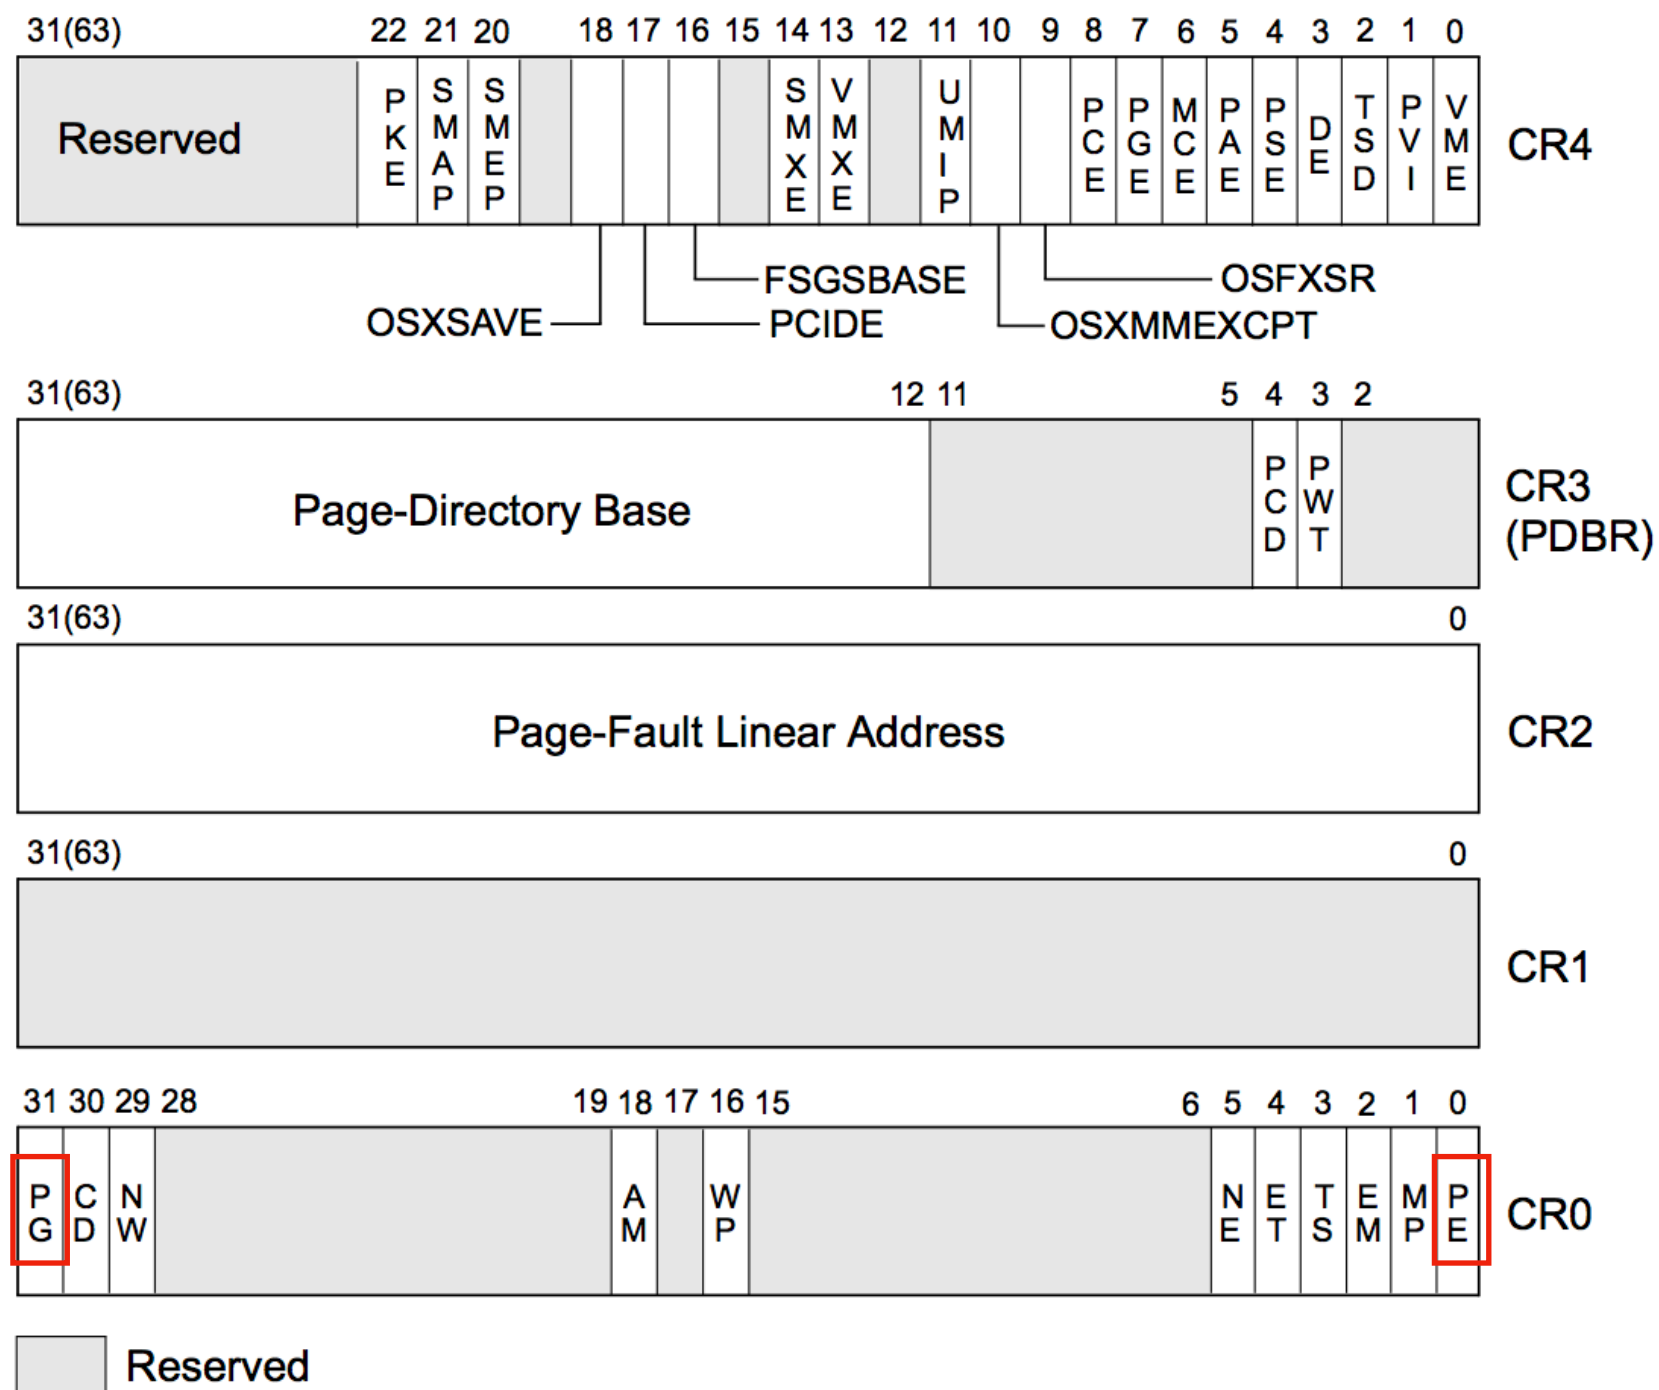 31(63) 22 21 20 18 17 16 15 14 13 12 11 10 9 8 7 6 5 4 3 2 1 0
Reserved PKE SMAP SMEP SMXE VMXE UMIP PCE PGE MCE PAE PSE DE TSD PVI VME CR4
FSGSBASE OSFXSR
OSXSAVE PCIDE OSXMMEXCPT
31(63) 12 11 5 4 3 2
Page-Directory Base PCD PWT CR3
(PDBR)
31(63) 0
Page-Fault Linear Address CR2
31(63) 0
CR1
31 30 29 28 19 18 17 16 15 6 5 4 3 2 1 0
PG CD NW AM WP NE ET TS EM MP PE CR0
Reserved